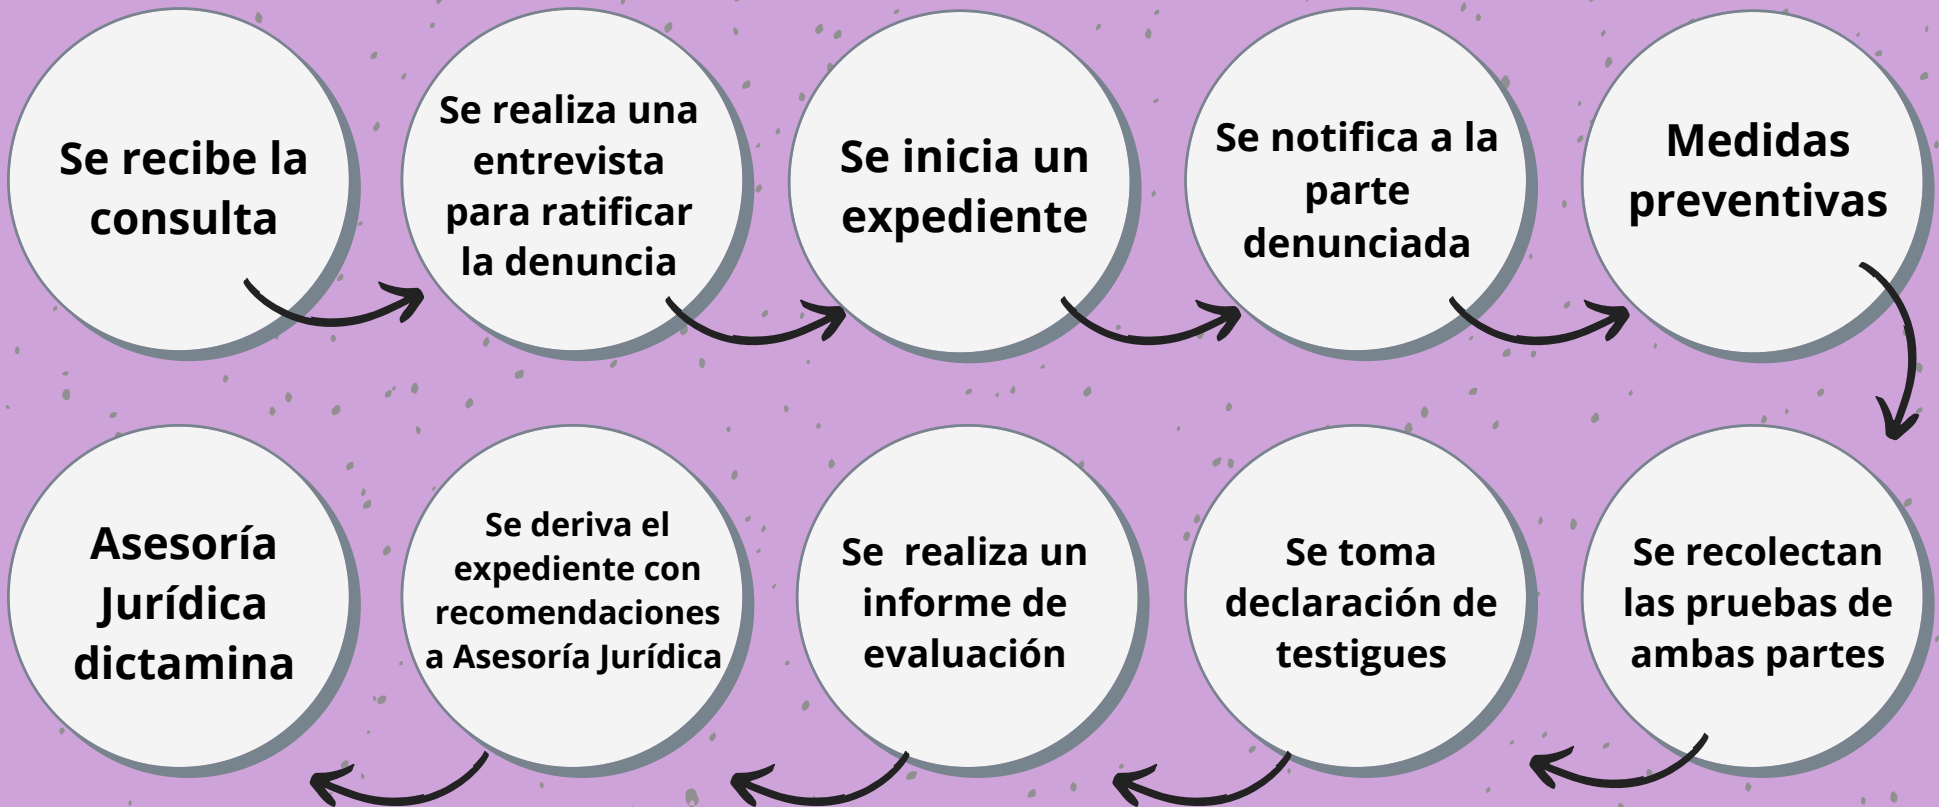 Se recibe la
consulta
Se realiza una
entrevista
para ratificar
la denuncia
Se inicia un
expediente
Se notifica a la
parte
denunciada
Medidas
preventivas
Se recolectan
las pruebas de
ambas partes
Se toma
declaración de
testigues
Se  realiza un
informe de
evaluación
Se deriva el
expediente con
recomendaciones
a Asesoría Jurídica
Asesoría
Jurídica
dictamina